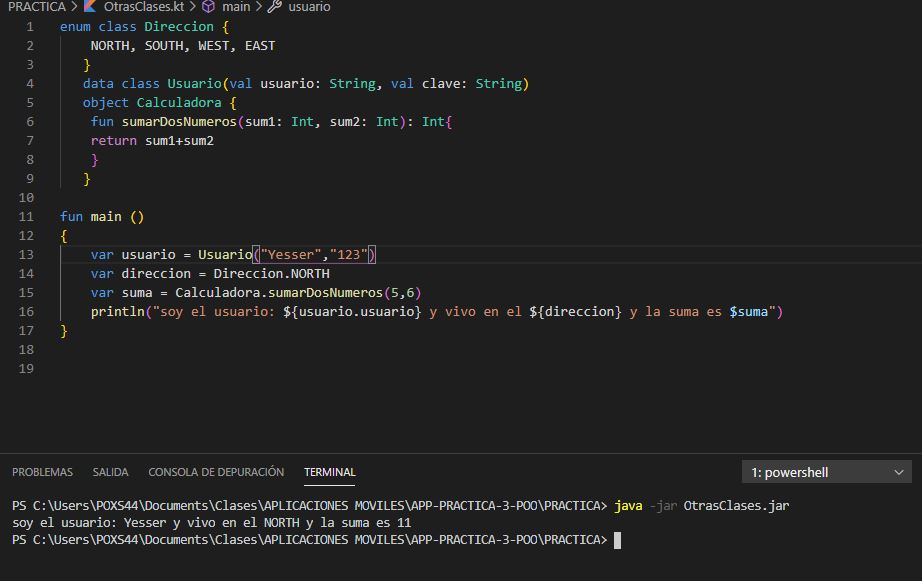 PRACTICA > OtrasClases.kt > main > usuario
1 enum class Direccion {
2 NORTH, SOUTH, WEST, EAST
3 }
4 data class Usuario(val usuario: String, val clave: String)
5 object Calculadora {
6 fun sumarDosNumeros(sum1: Int, sum2: Int): Int{
7 return sum1+sum2
8 }
9 }
10
11 fun main ()
12 {
13 var usuario = Usuario("Yesser","123")
14 var direccion = Direccion.NORTH
15 var suma = Calculadora.sumarDosNumeros(5,6)
16 println("soy el usuario: ${usuario.usuario} y vivo en el ${direccion} y la suma es $suma")
17 }
18
19
PROBLEMAS SALIDA CONSOLA DE DEPURACIÓN TERMINAL 1: powershell
PS C:\Users\POXS44\Documents\Clases\APLICACIONES MOVILES\APP-PRACTICA-3-POO\PRACTICA> java -jar OtrasClases.jar
soy el usuario: Yesser y vivo en el NORTH y la suma es 11
PS C:\Users\POXS44\Documents\Clases\APLICACIONES MOVILES\APP-PRACTICA-3-POO\PRACTICA>